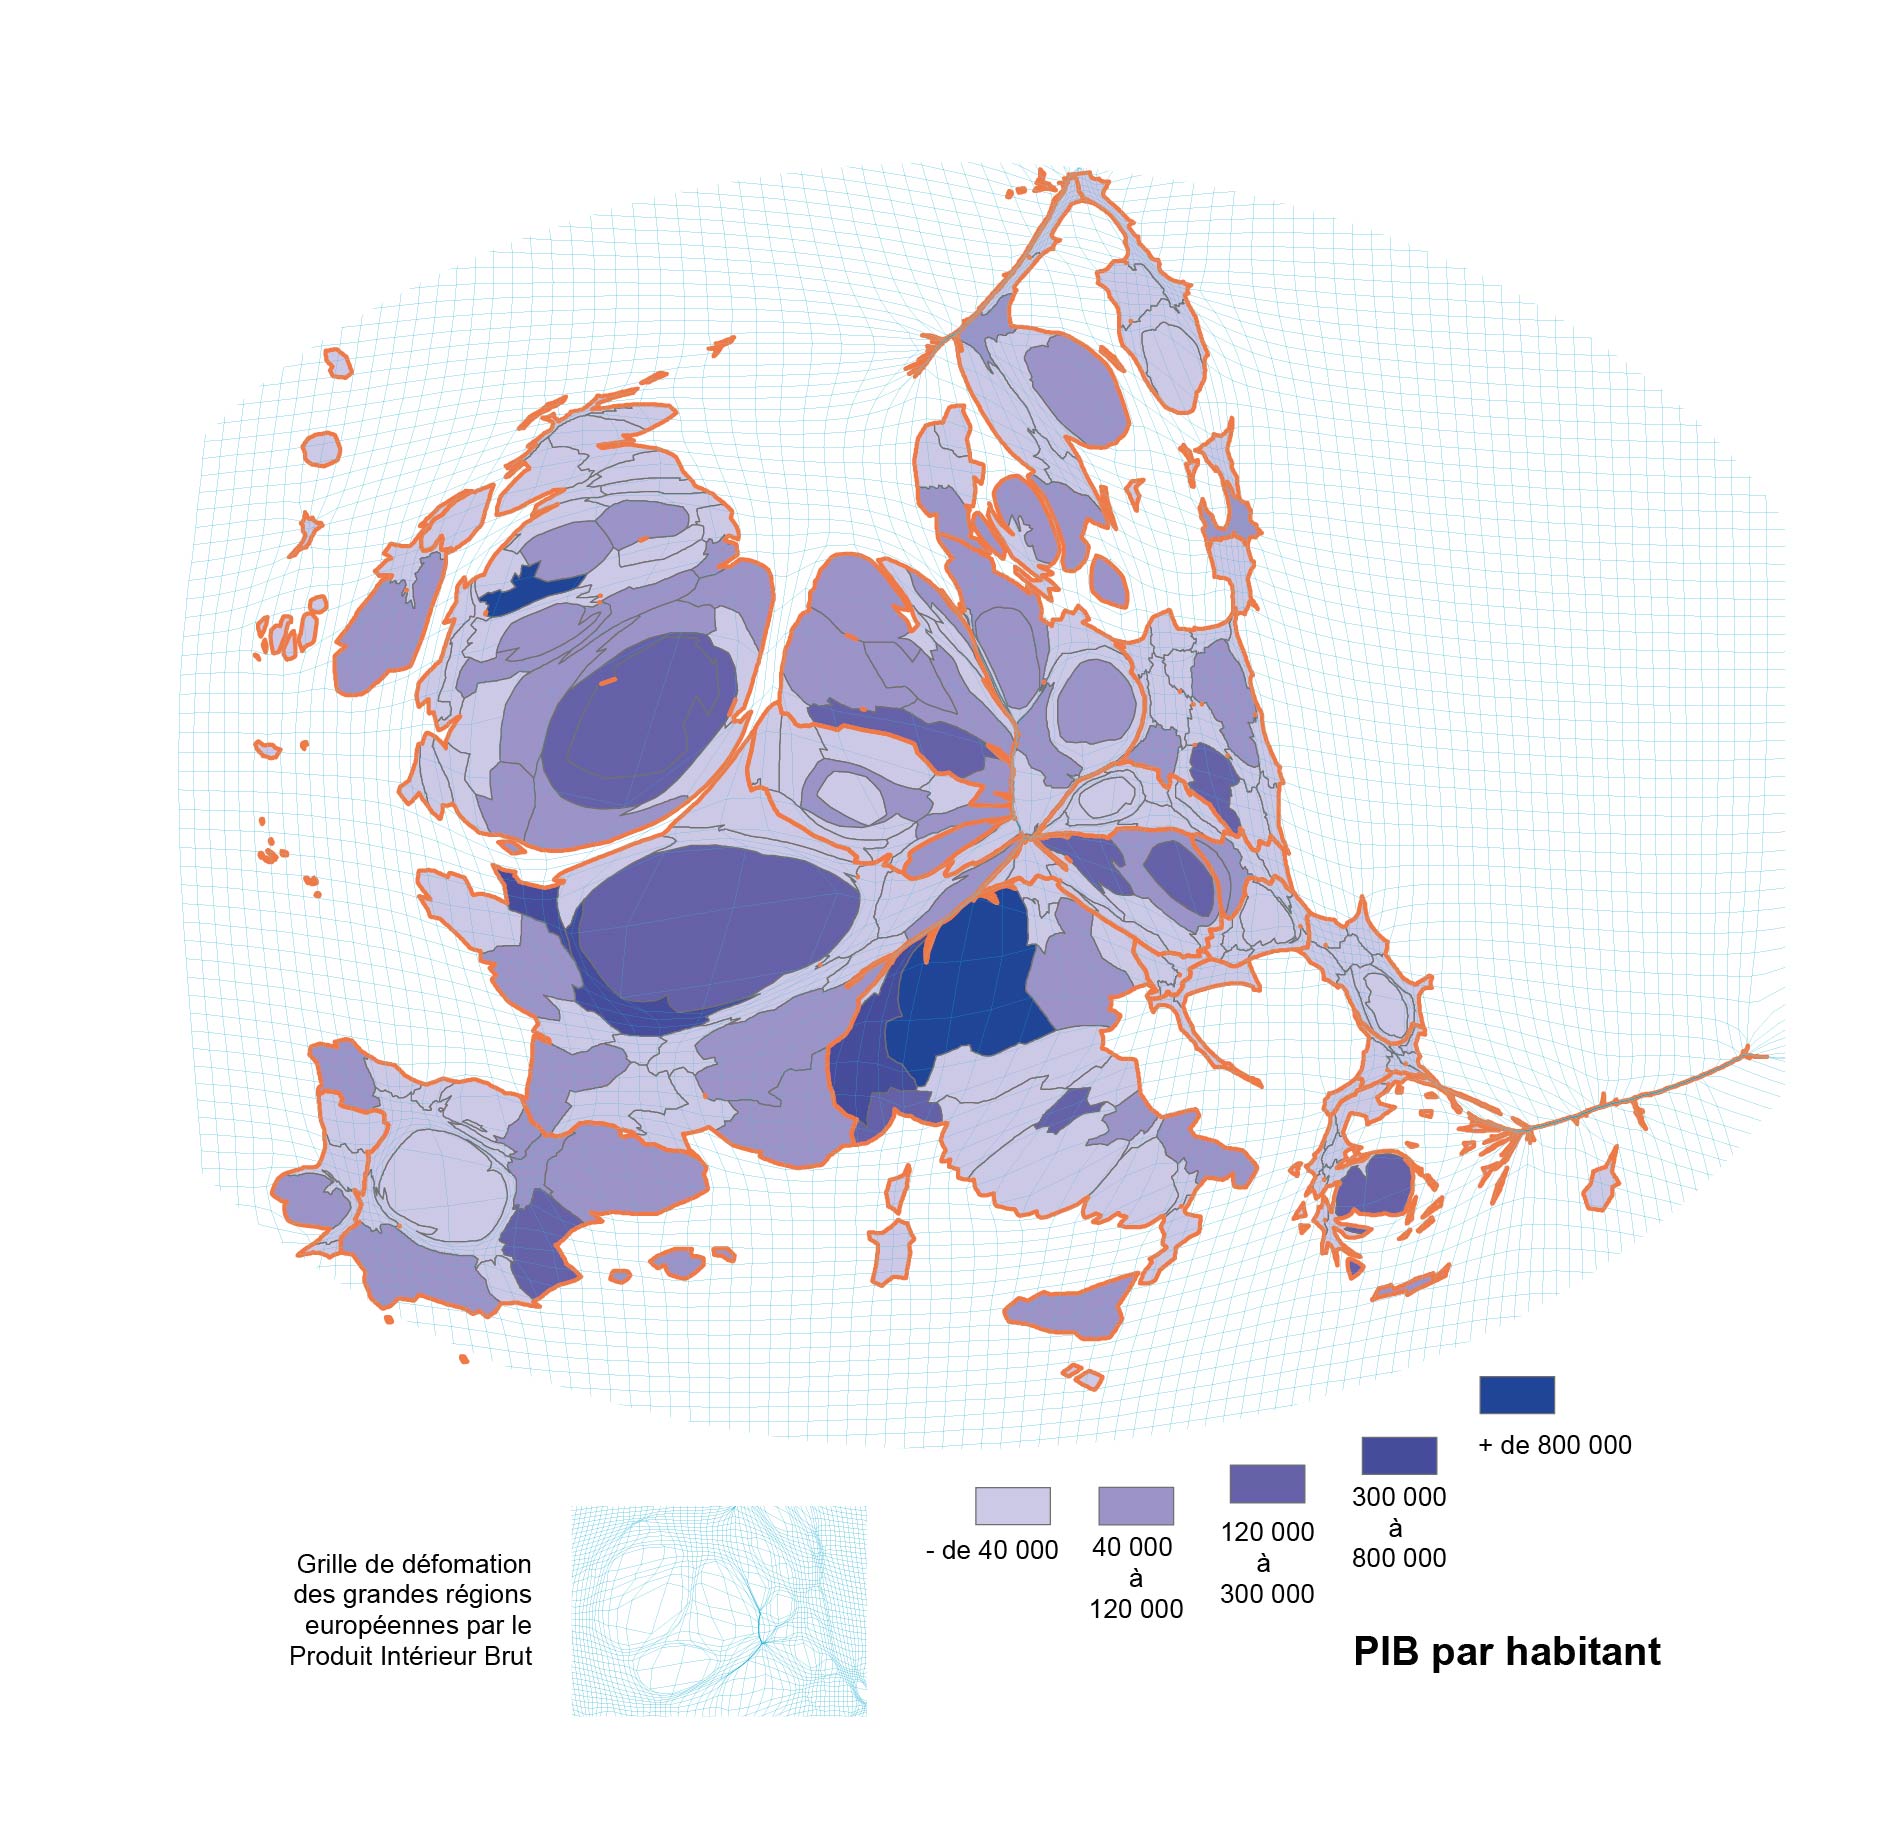 + de 800 000
300 000
à
800 000
120 000
à
300 000
40 000
à
120 000
- de 40 000
Grille de défomation
des grandes régions
européennes par le
Produit Intérieur Brut
PIB par habitant